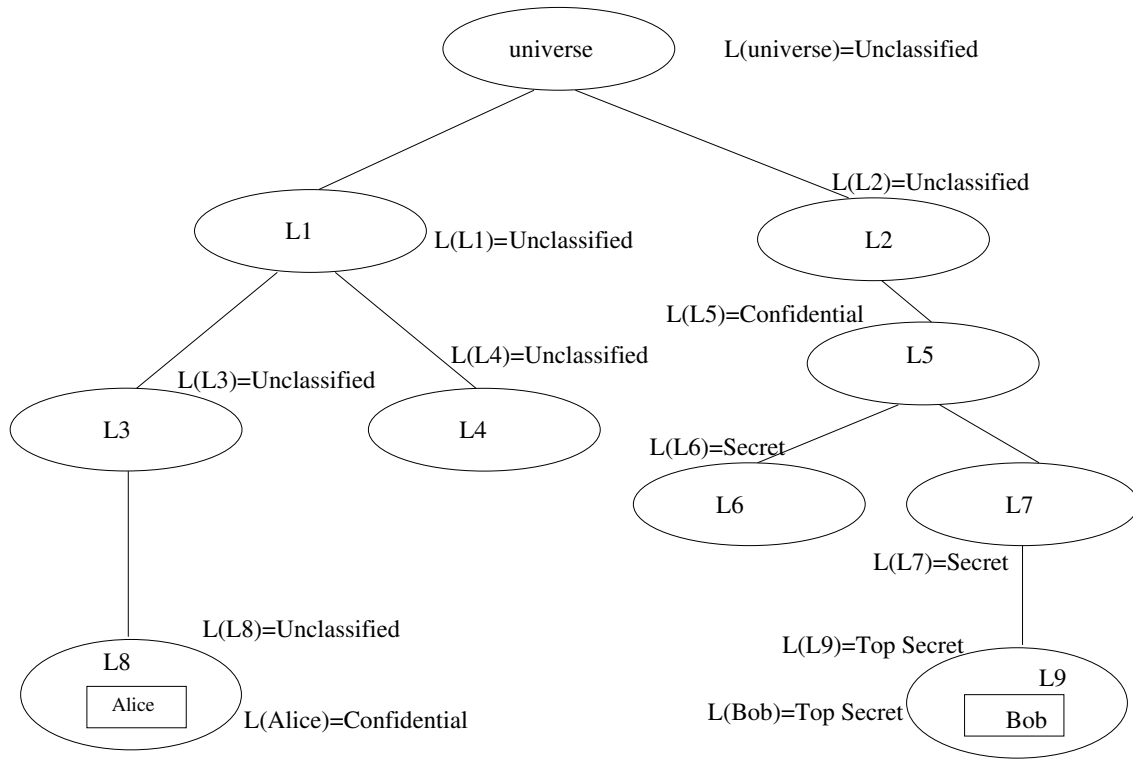 universe
L(universe)=Unclassified
L(L2)=Unclassified
L1
L(L1)=Unclassified
L2
L(L5)=Confidential
L(L4)=Unclassified
L5
L(L3)=Unclassified
L3
L4
L(L6)=Secret
L6
L7
L(L7)=Secret
L(L8)=Unclassified
L(L9)=Top Secret
L8
L9
Alice
L(Alice)=Confidential
L(Bob)=Top Secret
Bob